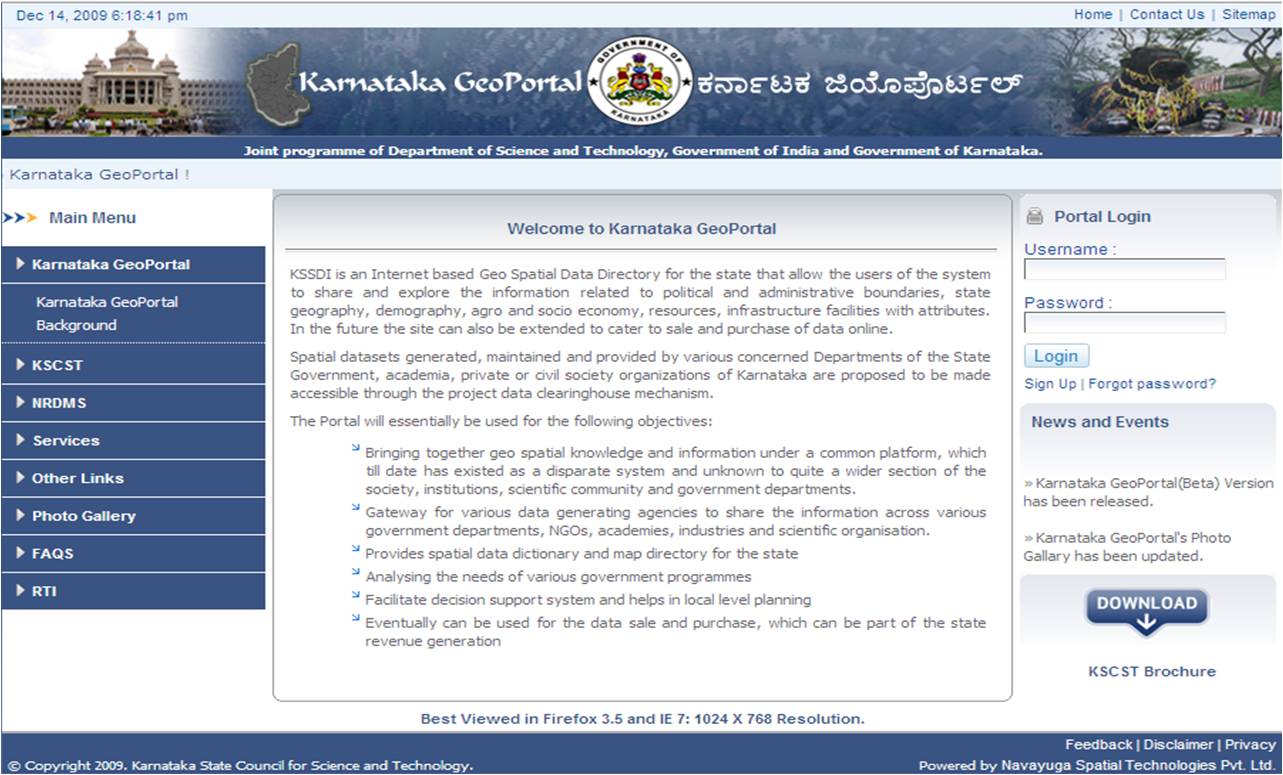 Dec 14, 2009 6:18:41 pm
Home | Contact Us | Sitemap
Karnataka GeoPortal
GOVERNMENT OF
KARNATAKA
ಕರ್ನಾಟಕ ಜಿಯೊಪೊರ್ಟಲ್
Joint programme of Department of Science and Technology, Government of India and Government of Karnataka.
Karnataka GeoPortal !
Main Menu
Karnataka GeoPortal
Karnataka GeoPortal
Background
KSCST
NRDMS
Services
Other Links
Photo Gallery
FAQS
RTI
Welcome to Karnataka GeoPortal
KSSDI is an Internet based Geo Spatial Data Directory for the state that allow the users of the system
to share and explore the information related to political and administrative boundaries, state
geography, demography, agro and socio economy, resources, infrastructure facilities with attributes.
In the future the site can also be extended to cater to sale and purchase of data online.
Spatial datasets generated, maintained and provided by various concerned Departments of the State
Government, academia, private or civil society organizations of Karnataka are proposed to be made
accessible through the project data clearinghouse mechanism.
The Portal will essentially be used for the following objectives:
Bringing together geo spatial knowledge and information under a common platform, which
till date has existed as a disparate system and unknown to quite a wider section of the
society, institutions, scientific community and government departments.
Gateway for various data generating agencies to share the information across various
government departments, NGOs, academies, industries and scientific organisation.
Provides spatial data dictionary and map directory for the state
Analysing the needs of various government programmes
Facilitate decision support system and helps in local level planning
Eventually can be used for the data sale and purchase, which can be part of the state
revenue generation
Portal Login
Username :
Password :
Login
Sign Up | Forgot password?
News and Events
» Karnataka GeoPortal(Beta) Version
has been released.
» Karnataka GeoPortal's Photo
Gallary has been updated.
DOWNLOAD
KSCST Brochure
Best Viewed in Firefox 3.5 and IE 7: 1024 X 768 Resolution.
Feedback | Disclaimer | Privacy
© Copyright 2009. Karnataka State Council for Science and Technology.
Powered by Navayuga Spatial Technologies Pvt. Ltd.